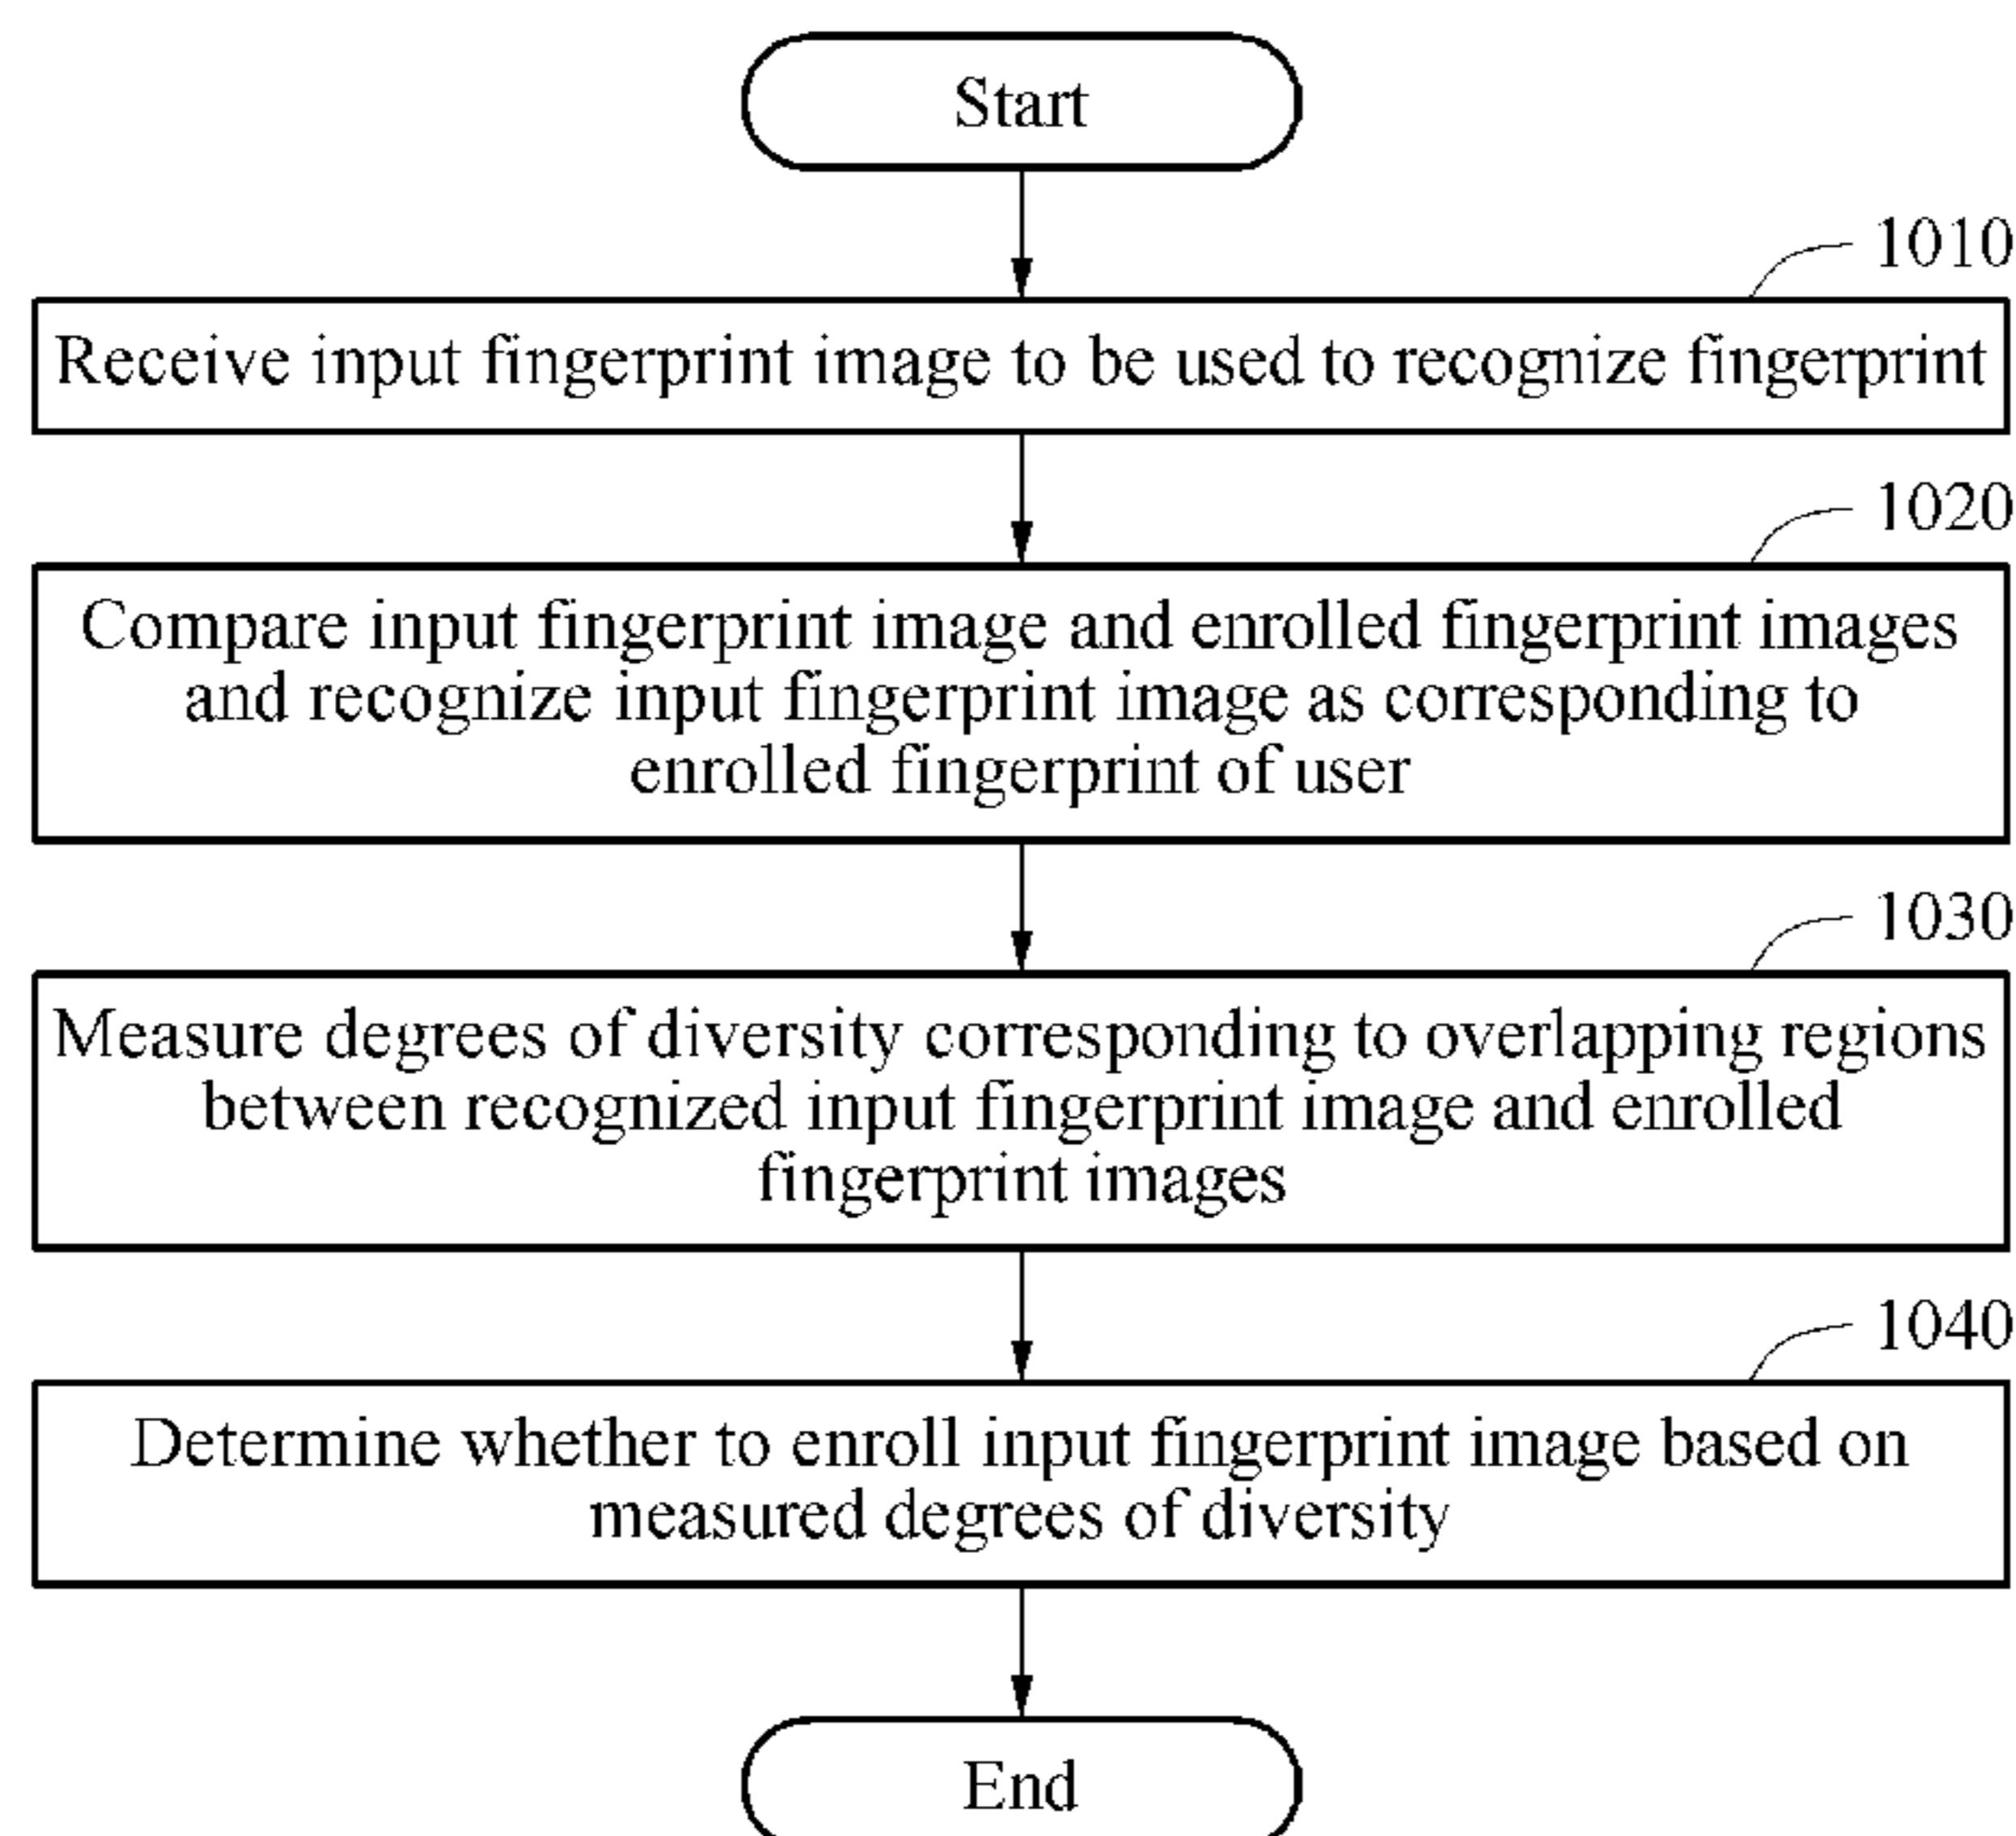 Start
1010
Receive input fingerprint image to be used to recognize fingerprint
1020
Compare input fingerprint image and enrolled fingerprint images
and recognize input fingerprint image as corresponding to
enrolled fingerprint of user
1030
Measure degrees of diversity corresponding to overlapping regions
between recognized input fingerprint image and enrolled
fingerprint images
1040
Determine whether to enroll input fingerprint image based on
measured degrees of diversity
End